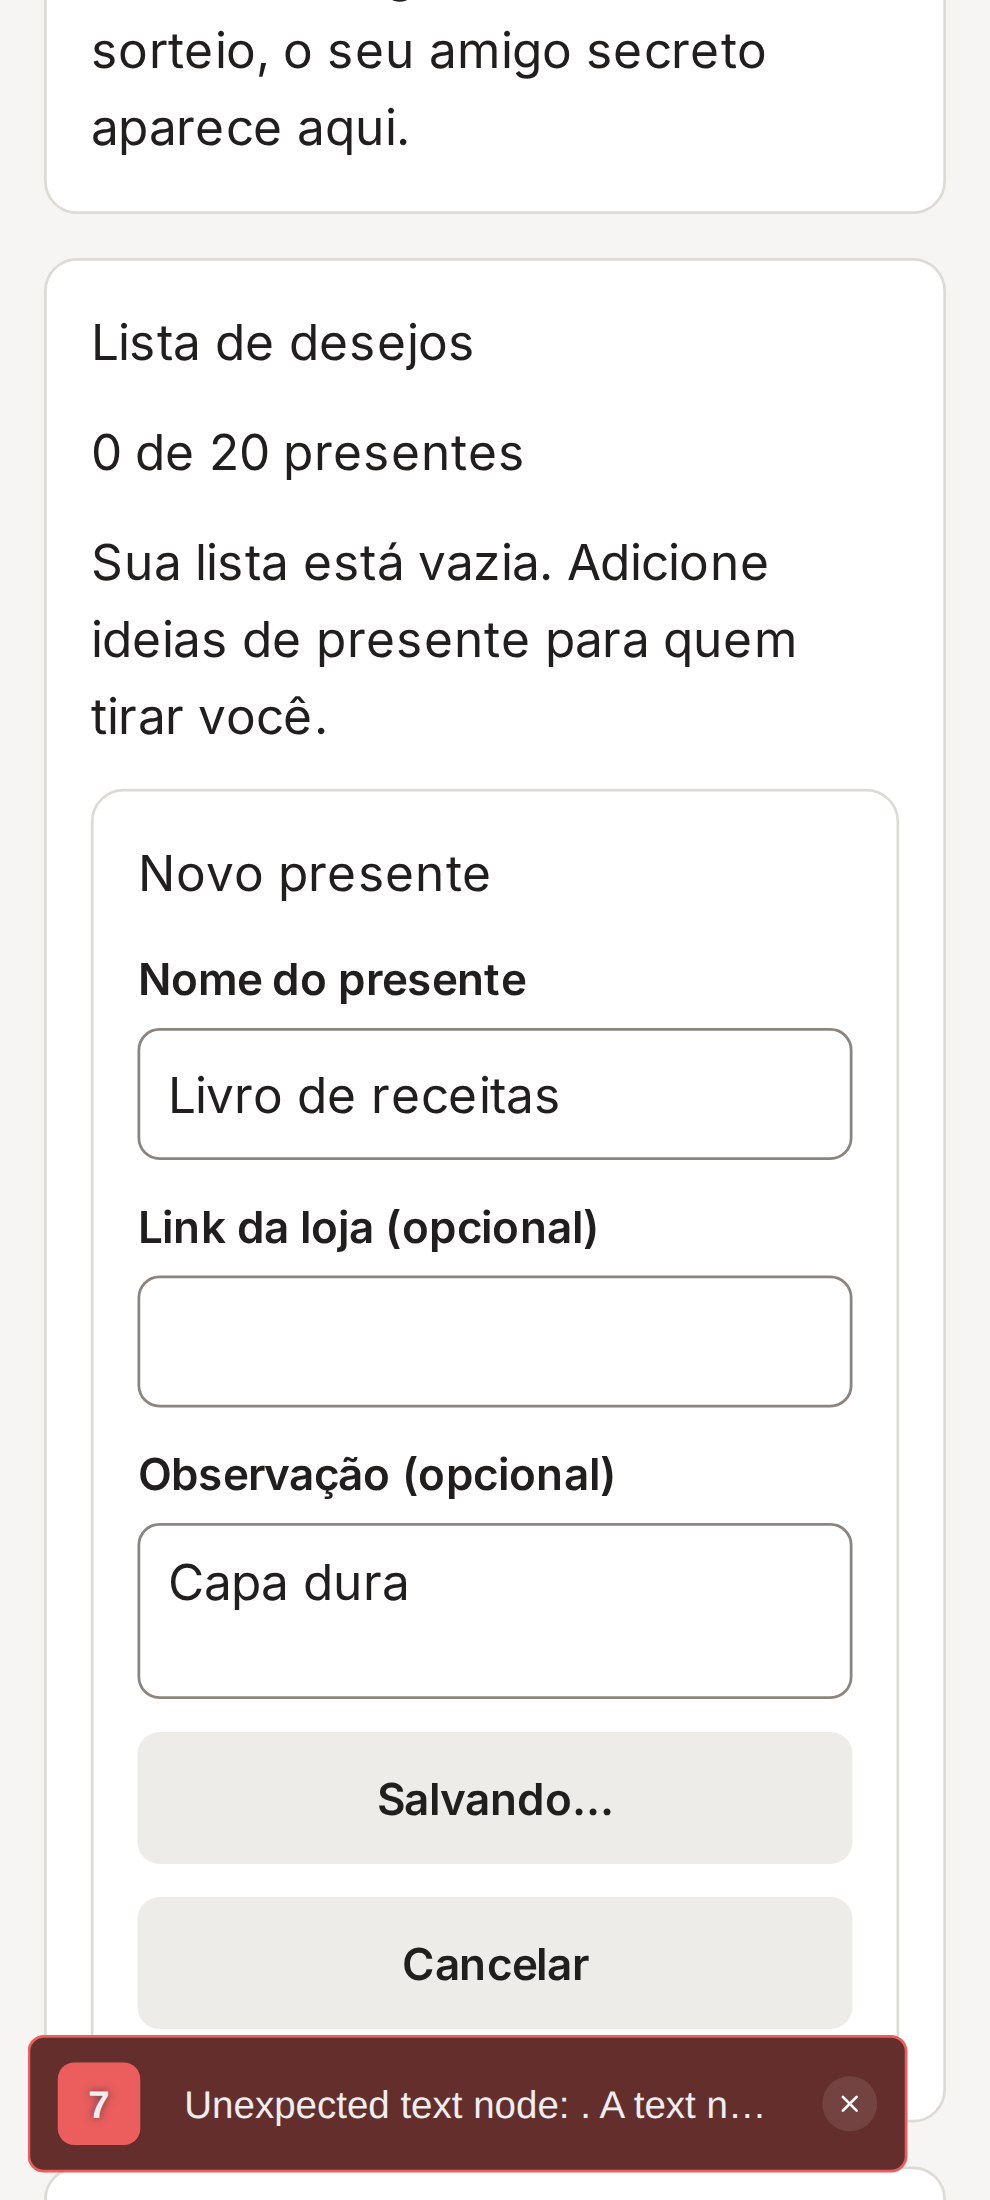 sorteio, o seu amigo secreto
aparece aqui.
Lista de desejos
0 de 20 presentes
Sua lista está vazia. Adicione
ideias de presente para quem
tirar você.
Novo presente
Nome do presente
Livro de receitas
Link da loja (opcional)
Observação (opcional)
Capa dura
Salvando...
Cancelar
7 Unexpected text node: . A text n...